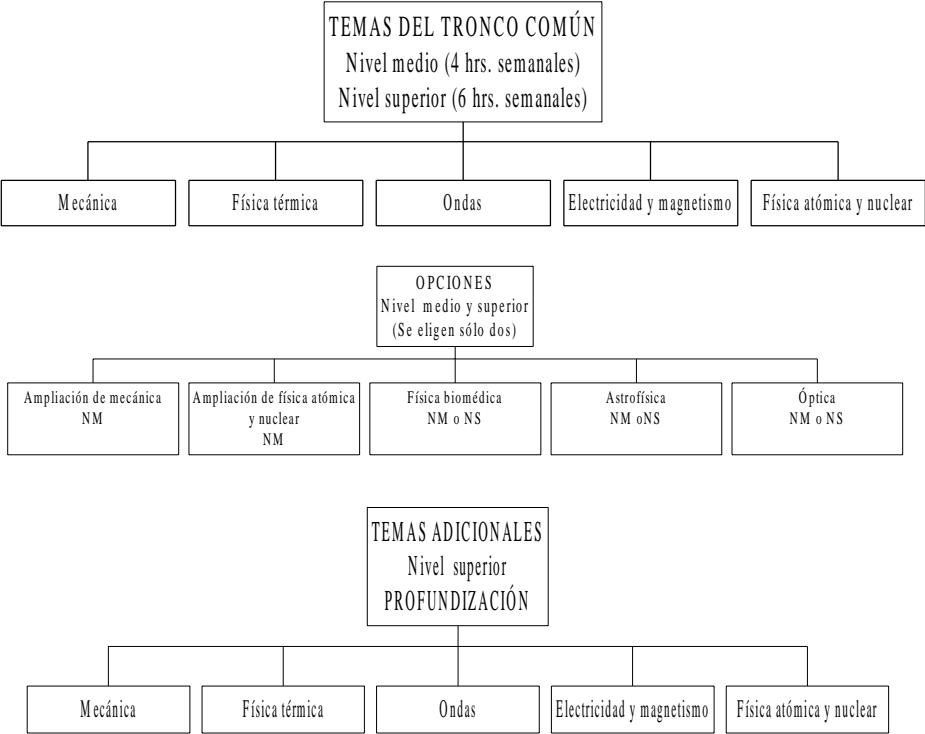 TEMAS DEL TRONCO COMÚN
Nivel medio (4 hrs. semanales)
Nivel superior (6 hrs. semanales)
Mecánica
Física térmica
Ondas
Electricidad y magnetismo
Física atómica y nuclear
OPCIONES
Nivel medio y superior
(Se eligen sólo dos)
Ampliación de mecánica
NM
Ampliación de física atómica
y nuclear
NM
Física biomédica
NM o NS
Astrofísica
NM oNS
Óptica
NM o NS
TEMAS ADICIONALES
Nivel superior
PROFUNDIZACIÓN
Mecánica
Física térmica
Ondas
Electricidad y magnetismo
Física atómica y nuclear